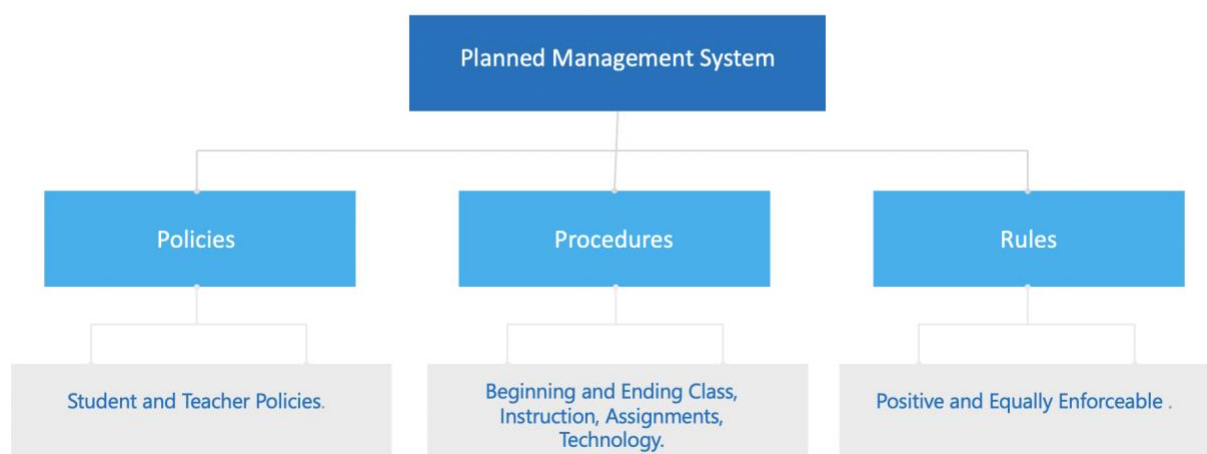 Planned Management System
Policies
Procedures
Rules
Student and Teacher Policies.
Beginning and Ending Class,
Instruction, Assignments,
Technology.
Positive and Equally Enforceable .